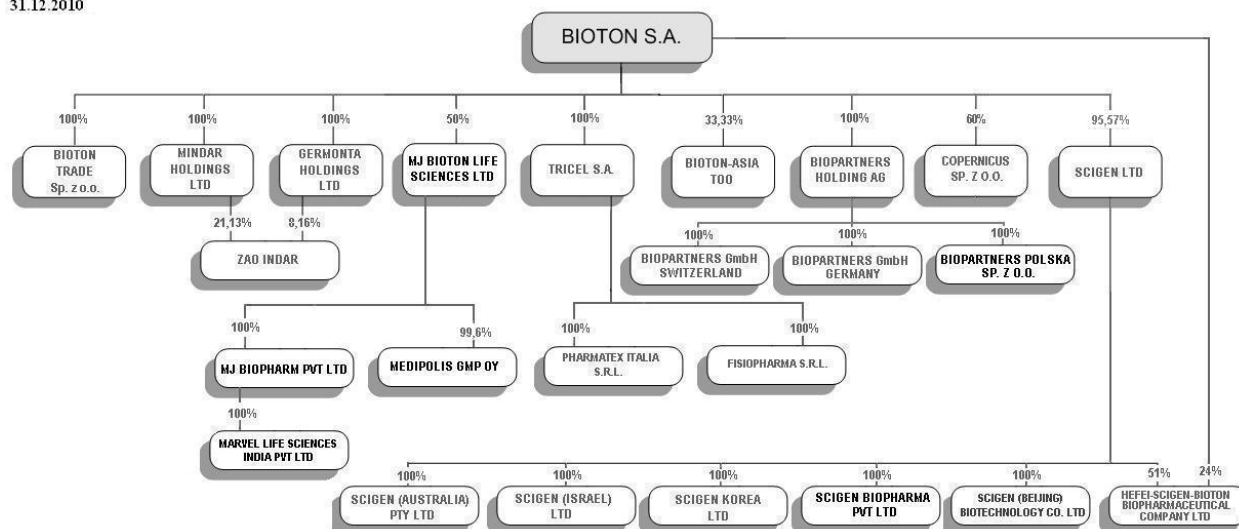 31.12.2010
BIOTON S.A.
100%
100%
100%
50%
100%
33,33%
100%
60%
95,57%
BIOTON
TRADE
Sp. z o.o.
MINDAR
HOLDINGS
LTD
GERMONTA
HOLDINGS
LTD
MJ BIOTON LIFE
SCIENCES LTD
TRICEL S.A.
BIOTON-ASIA
TOO
BIOPARTNERS
HOLDING AG
COPERNICUS
SP. Z O.O.
SCIGEN LTD
21,13%
8,16%
ZAO INDAR
100%
100%
100%
BIOPARTNERS GmbH
SWITZERLAND
BIOPARTNERS GmbH
GERMANY
BIOPARTNERS POLSKA
SP. Z O.O.
100%
99,6%
100%
100%
MJ BIOPHARM PVT LTD
MEDIPOLIS GMP OY
PHARMATEX ITALIA
S.R.L.
FISIOPHARMA S.R.L.
100%
MARVEL LIFE SCIENCES
INDIA PVT LTD
100%
100%
100%
100%
100%
51%
24%
SCIGEN (AUSTRALIA)
PTY LTD
SCIGEN (ISRAEL)
LTD
SCIGEN KOREA
LTD
SCIGEN BIOPHARMA
PVT LTD
SCIGEN (BEIJING)
BIOTECHNOLOGY CO. LTD
HEFEI-SCIGEN-BIOTON
BIOPHARMACEUTICAL
COMPANY LTD